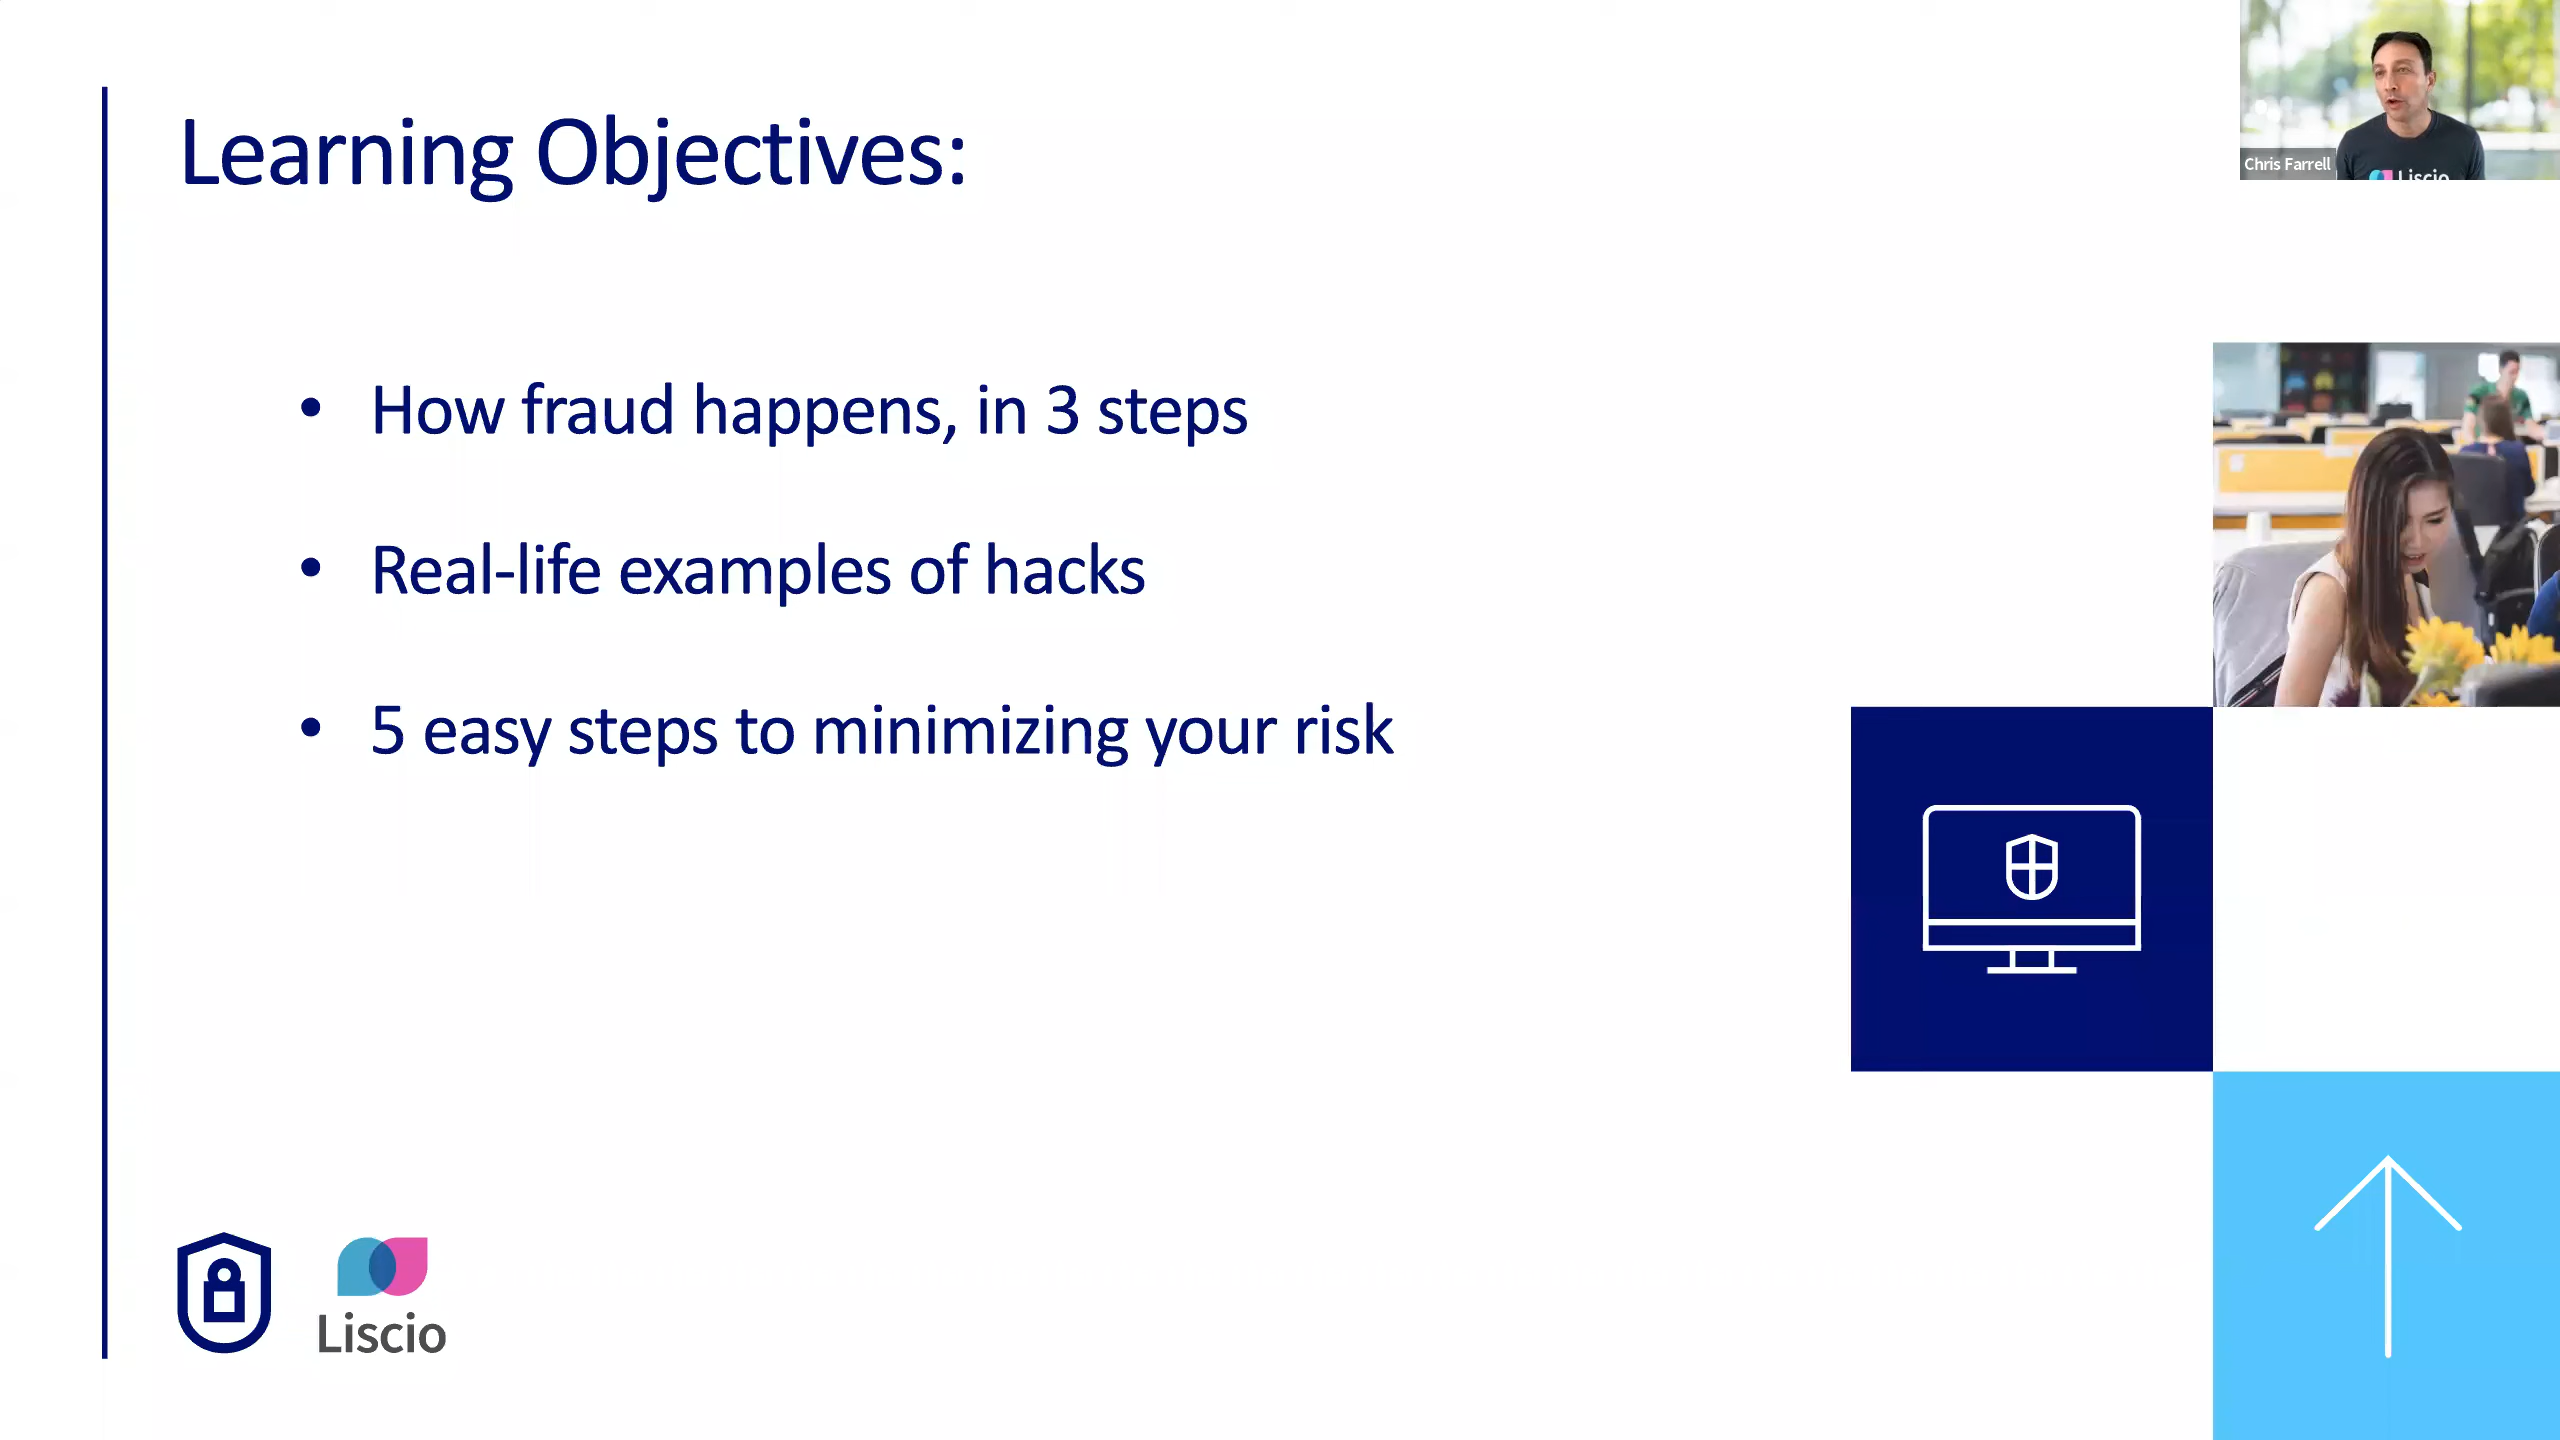 Learning Objectives:
Chris Farrell
Liscio
• How fraud happens, in 3 steps
• Real-life examples of hacks
• 5 easy steps to minimizing your risk
Liscio